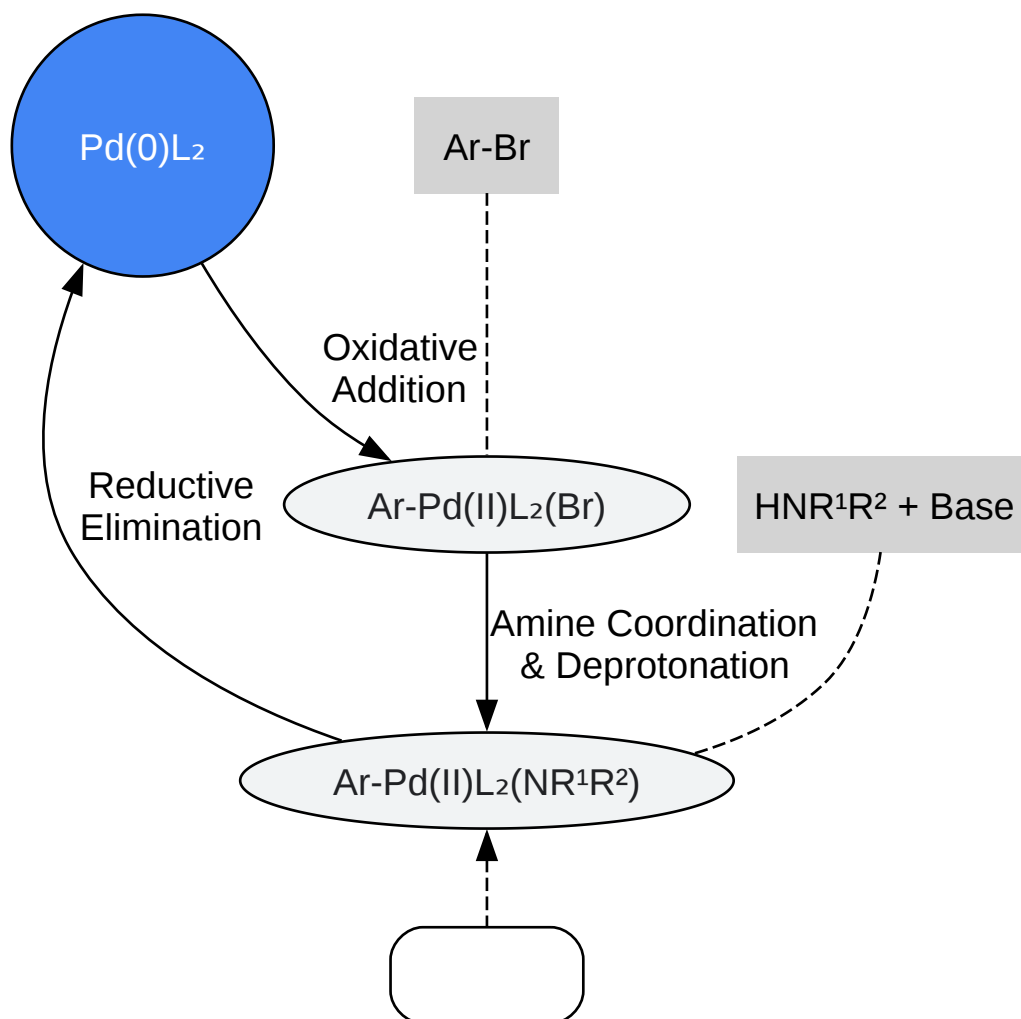 Pd(0)L₂
Ar-Br
Oxidative
Addition
Reductive
Elimination
Ar-Pd(II)L₂(Br)
HNR¹R² + Base
Amine Coordination
& Deprotonation
Ar-Pd(II)L₂(NR¹R²)